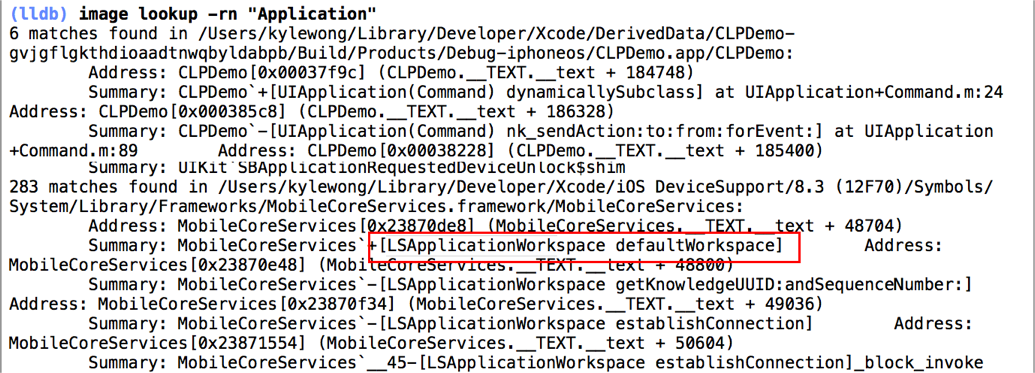 (lldb) image lookup -rn "Application"
6 matches found in /Users/kylewong/Library/Developer/Xcode/DerivedData/CLPDemo-
gvjgflgkthdioaadtnwqbyldabpb/Build/Products/Debug-iphoneos/CLPDemo.app/CLPDemo:
Address: CLPDemo[0x00037f9c] (CLPDemo.__TEXT.__text + 184748)
Summary: CLPDemo`+[UIApplication(Command) dynamicallySubclass] at UIApplication+Command.m:24
Address: CLPDemo[0x000385c8] (CLPDemo.__TEXT.__text + 186328)
Summary: CLPDemo`-[UIApplication(Command) nk_sendAction:to:from:forEvent:] at UIApplication
+Command.m:89 Address: CLPDemo[0x00038228] (CLPDemo.__TEXT.__text + 185400)
Summary: UIKit`SBApplicationRequestedDeviceUnlock$shim
283 matches found in /Users/kylewong/Library/Developer/Xcode/iOS DeviceSupport/8.3 (12F70)/Symbols/
System/Library/Frameworks/MobileCoreServices.framework/MobileCoreServices:
Address: MobileCoreServices[0x23870de8] (MobileCoreServices.__TEXT.__text + 48704)
Summary: MobileCoreServices`+[LSApplicationWorkspace defaultWorkspace] Address:
MobileCoreServices[0x23870e48] (MobileCoreServices.__TEXT.__text + 48800)
Summary: MobileCoreServices`-[LSApplicationWorkspace getKnowledgeUUID:andSequenceNumber:]
Address: MobileCoreServices[0x23870f34] (MobileCoreServices.__TEXT.__text + 49036)
Summary: MobileCoreServices`-[LSApplicationWorkspace establishConnection] Address:
MobileCoreServices[0x23871554] (MobileCoreServices.__TEXT.__text + 50604)
Summary: MobileCoreServices`__45-[LSApplicationWorkspace establishConnection]_block_invoke